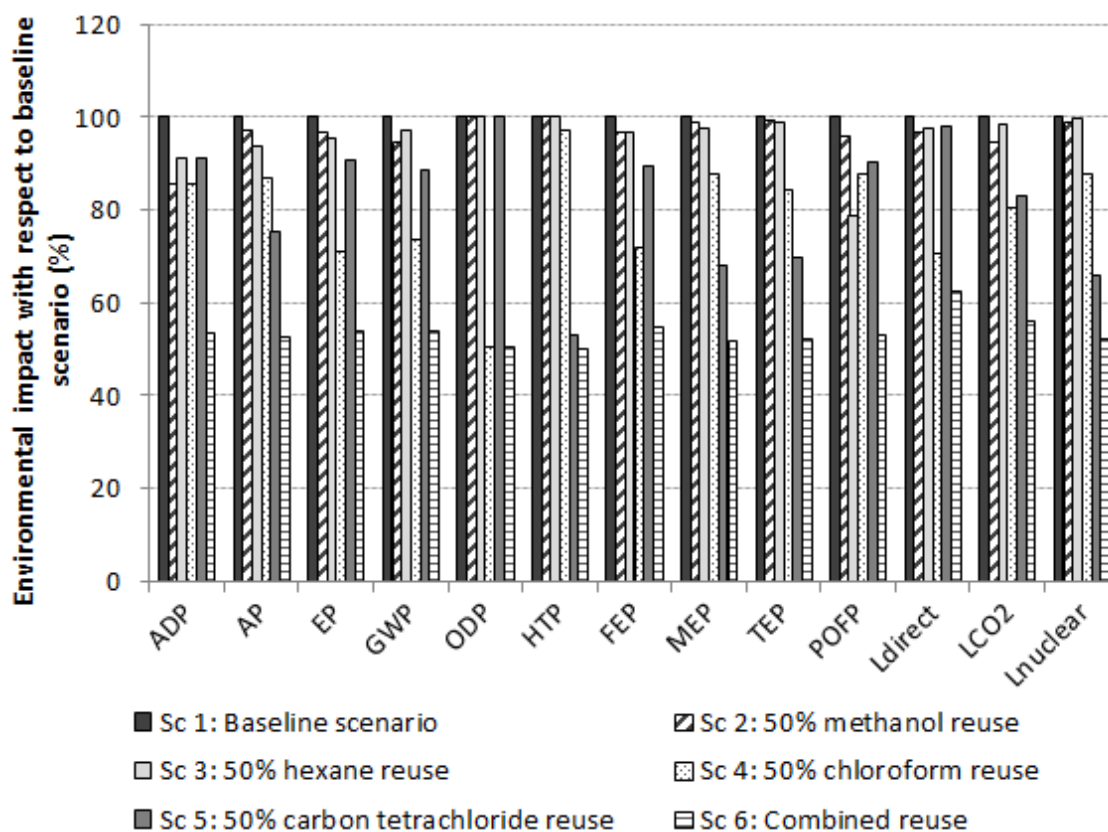 Environmental impact with respect to baseline
scenario (%)
120
100
80
60
40
20
0
ADP
AP
EP
GWP
ODP
HTP
FEP
MEP
TEP
POFP
Ldirect
LCO2
Lnuclear
Sc 1: Baseline scenario
Sc 2: 50% methanol reuse
Sc 3: 50% hexane reuse
Sc 4: 50% chloroform reuse
Sc 5: 50% carbon tetrachloride reuse
Sc 6: Combined reuse